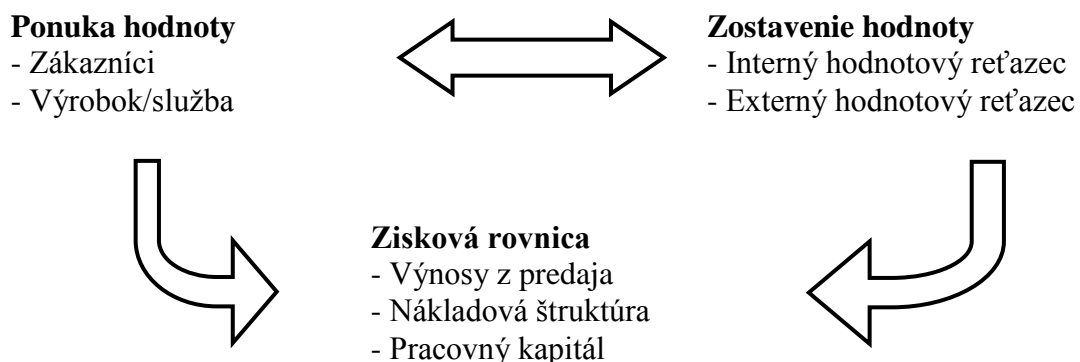 Ponuka hodnoty
- Zákazníci
- Výrobok/služba
Zostavenie hodnoty
- Interný hodnotový reťazec
- Externý hodnotový reťazec
Zisková rovnica
- Výnosy z predaja
- Nákladová štruktúra
- Pracovný kapitál